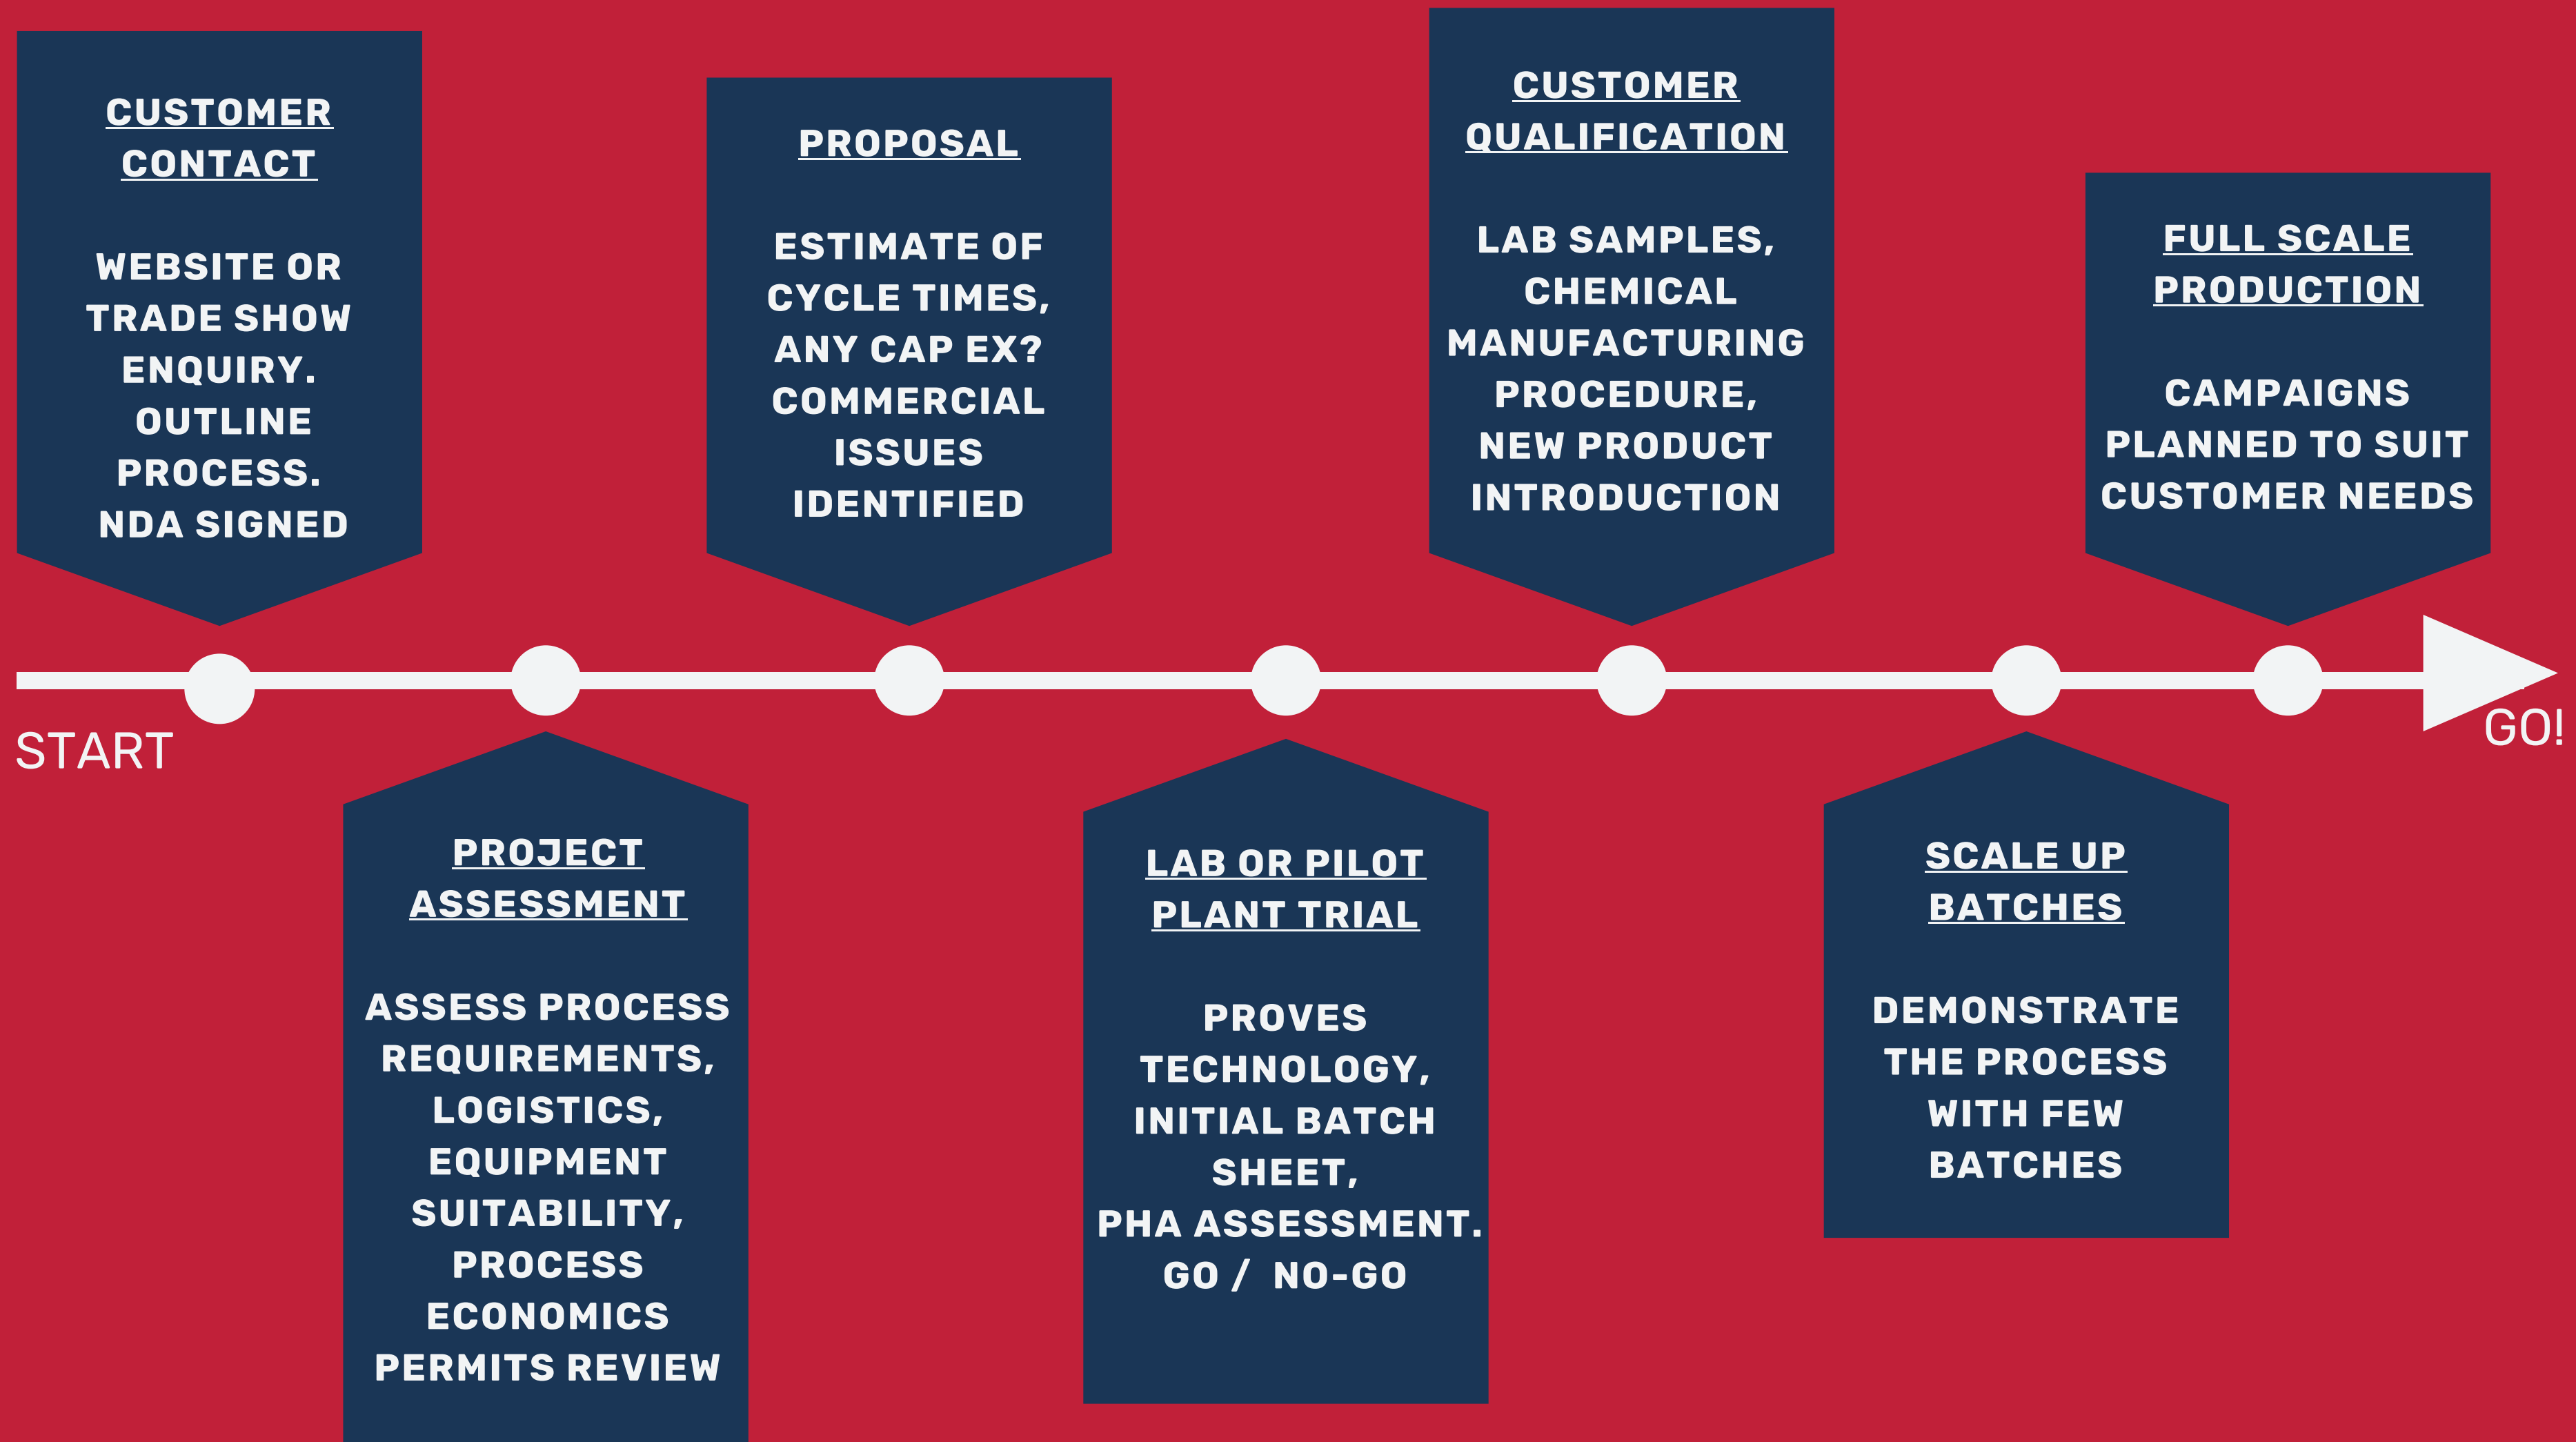 CUSTOMER
CONTACT
WEBSITE OR
TRADE SHOW
ENQUIRY.
OUTLINE
PROCESS.
NDA SIGNED
PROJECT
ASSESSMENT
ASSESS PROCESS
REQUIREMENTS,
LOGISTICS,
EQUIPMENT
SUITABILITY,
PROCESS
ECONOMICS
PERMITS REVIEW
PROPOSAL
ESTIMATE OF
CYCLE TIMES,
ANY CAP EX?
COMMERCIAL
ISSUES
IDENTIFIED
LAB OR PILOT
PLANT TRIAL
PROVES
TECHNOLOGY,
INITIAL BATCH
SHEET,
PHA ASSESSMENT.
GO / NO-GO
CUSTOMER
QUALIFICATION
LAB SAMPLES,
CHEMICAL
MANUFACTURING
PROCEDURE,
NEW PRODUCT
INTRODUCTION
SCALE UP
BATCHES
DEMONSTRATE
THE PROCESS
WITH FEW
BATCHES
FULL SCALE
PRODUCTION
CAMPAIGNS
PLANNED TO SUIT
CUSTOMER NEEDS
START
GO!